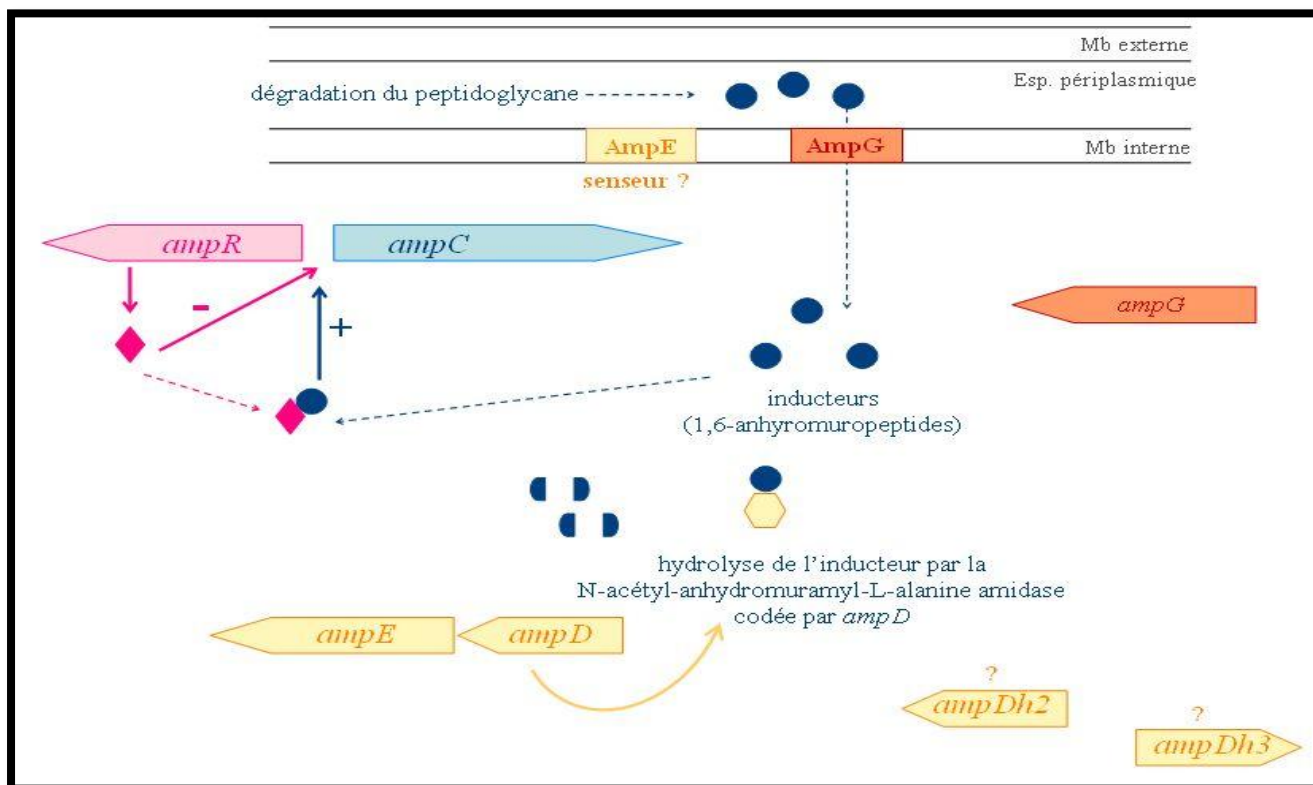 Mb externe
Esp. périplasmique
dégradation du peptidoglycane
AmpE
AmpG
Mb interne
senseur ?
ampR
ampC
ampG
-
+
inducteurs
(1,6-anhyromuropeptides)
hydrolyse de l'inducteur par la
N-acétyl-anhydromuramyl-L-alanine amidase
codée par ampD
ampE
ampD
?
ampDh2
?
ampDh3